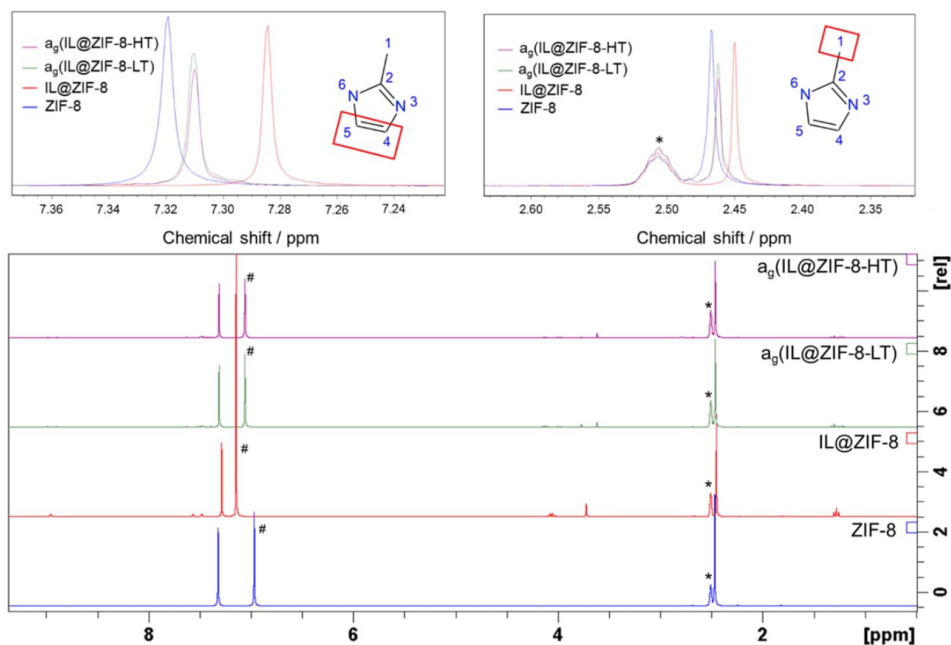 ag(IL@ZIF-8-HT)
ag(IL@ZIF-8-LT)
IL@ZIF-8
ZIF-8
1
6
N
2
N
3
5
4
7.36 7.34 7.32 7.30 7.28 7.26 7.24
Chemical shift / ppm
ag(IL@ZIF-8-HT)
ag(IL@ZIF-8-LT)
IL@ZIF-8
ZIF-8
*
1
6
N
2
N
3
5
4
2.60 2.55 2.50 2.45 2.40 2.35
Chemical shift / ppm
# * ag(IL@ZIF-8-HT) [rel]
# * ag(IL@ZIF-8-LT) 8
6
# * IL@ZIF-8
4
# * ZIF-8 2
0
8 6 4 2 [ppm]